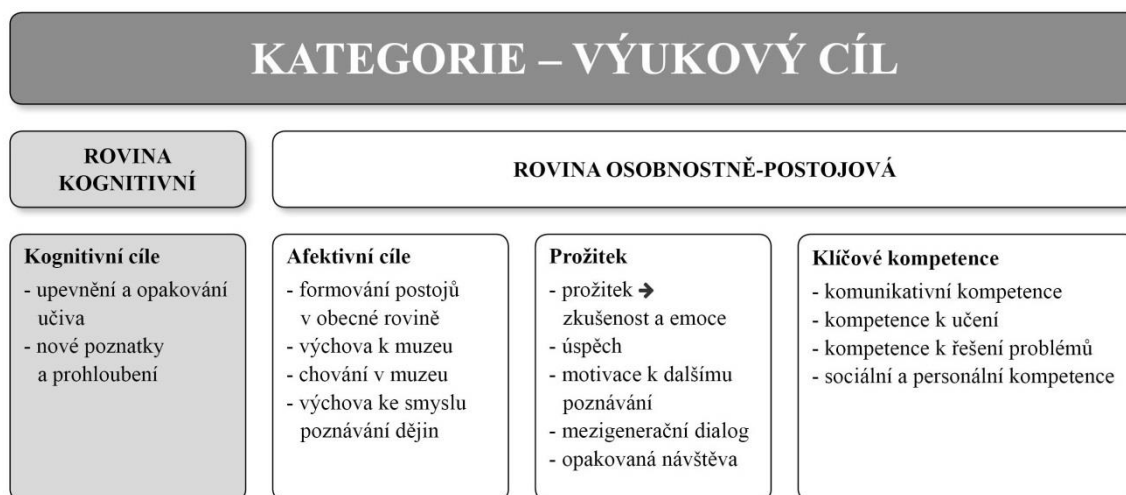 KATEGORIE – VÝUKOVÝ CÍL
ROVINA
KOGNITIVNÍ
ROVINA OSOBNOSTNĚ-POSTOJOVÁ
Kognitivní cíle
- upevnění a opakování
učiva
- nové poznatky
a prohloubení
Afektivní cíle
- formování postojů
v obecné rovině
- výchova k muzeu
- chování v muzeu
- výchova ke smyslu
poznávání dějin
Prožitek
- prožitek ➔
zkušenost a emoce
- úspěch
- motivace k dalšímu
poznávání
- mezigenerační dialog
- opakovaná návštěva
Klíčové kompetence
- komunikativní kompetence
- kompetence k učení
- kompetence k řešení problémů
- sociální a personální kompetence